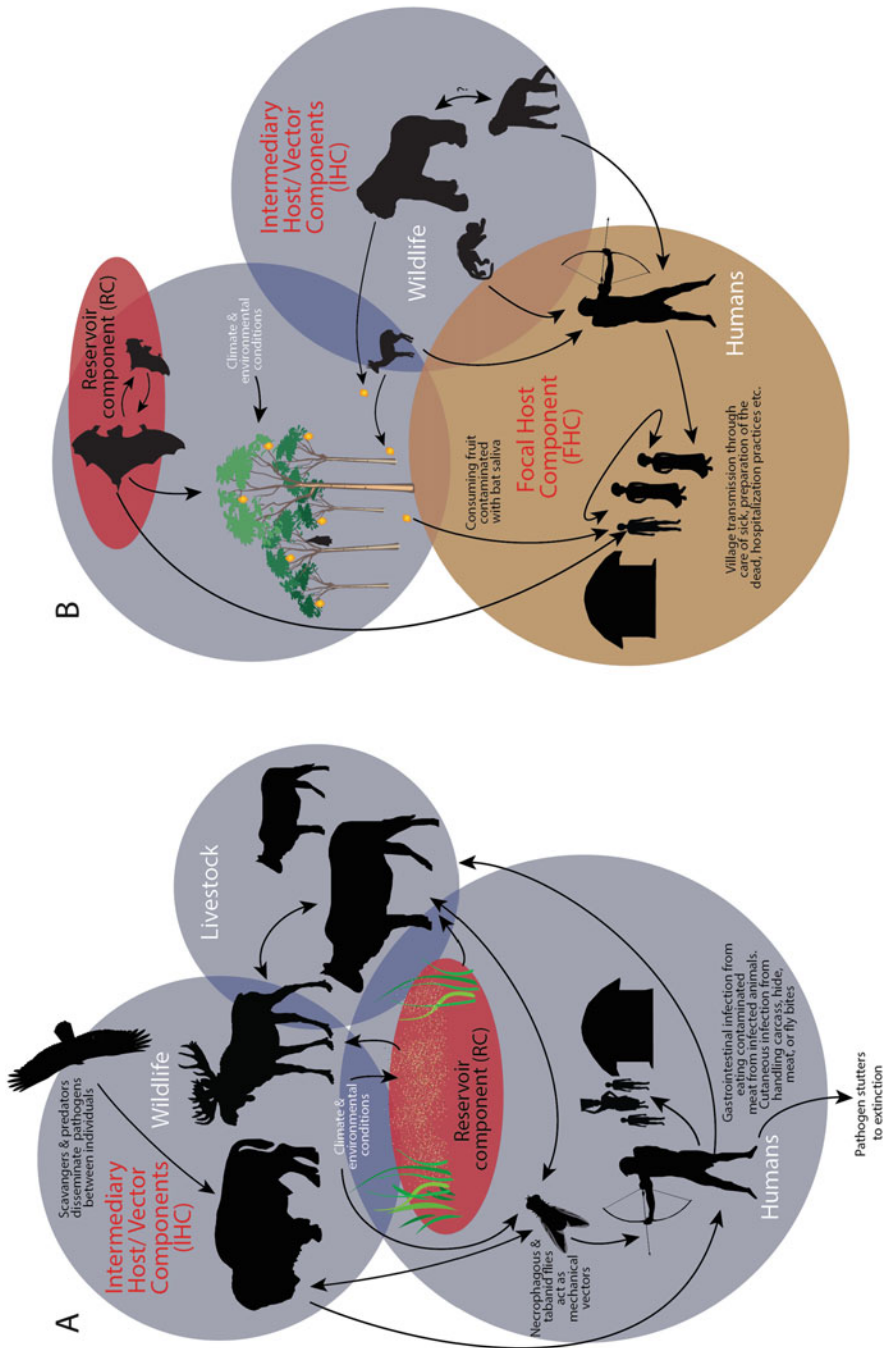 A
Scavangers & predators
disseminate pathogens
between individuals
Intermediary
Host/ Vector
Components
(IHC)
Wildlife
Livestock
Climate &
environmental
conditions
Reservoir
component (RC)
Necrophagous &
tabanid flies
act as
mechanical
vectors
Gastrointestinal infection from
eating contaminated
meat from infected animals.
Cutaneous infection from
handling carcass, hide,
meat, or fly bites
Humans
Pathogen stutters
to extinction
B
Reservoir
component (RC)
Climate &
environmental
conditions
Intermediary
Host/ Vector
Components
(IHC)
Wildlife
?
Consuming fruit
contaminated
with bat saliva
Focal Host
Component
(FHC)
Village transmission through
care of sick, preparation of the
dead, hospitalization practices etc.
Humans